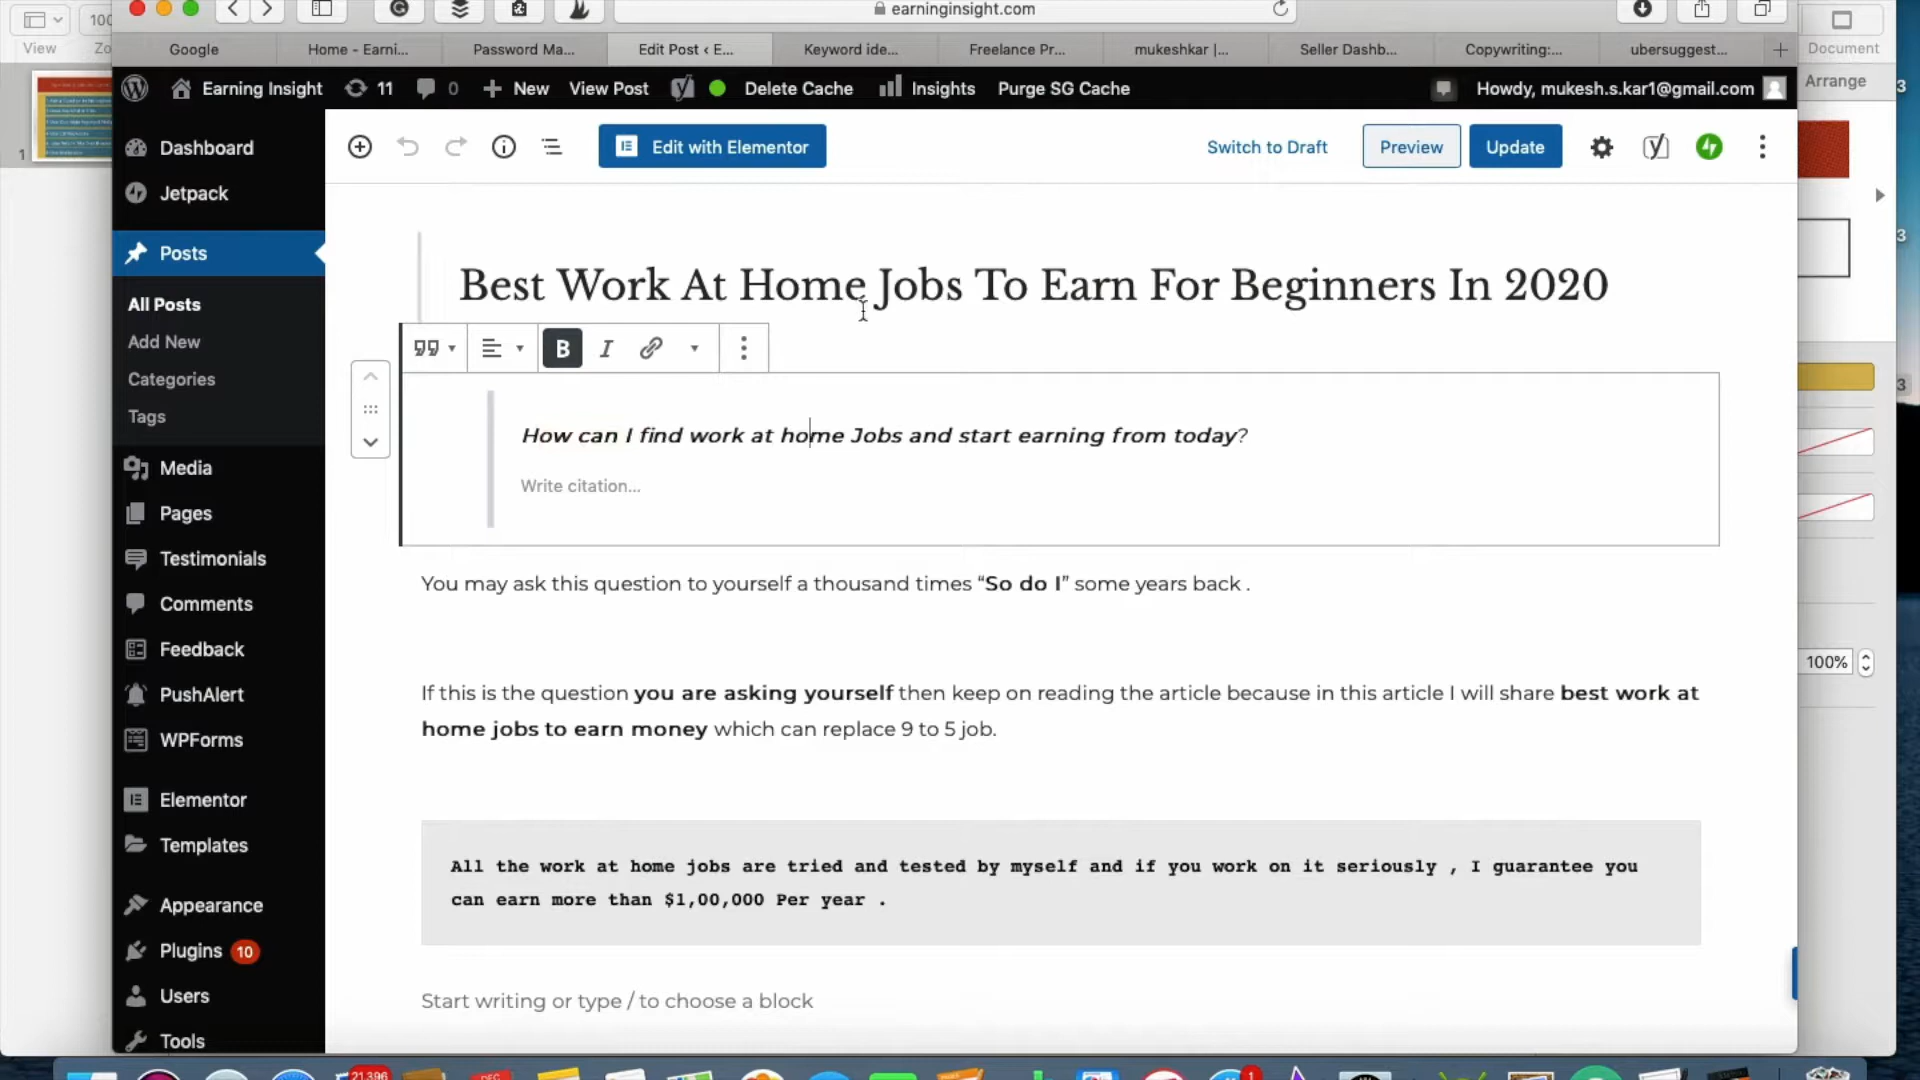 earninginsight.com
View
Document
Google
Home - Earni...
Password Ma...
Edit Post ‹ E...
Keyword ide...
Freelance Pr...
mukeshkar |...
Seller Dashb...
Copywriting:...
ubersuggest...
Arrange
Earning Insight
11
0
New
View Post
Delete Cache
Insights
Purge SG Cache
Howdy, mukesh.s.kar1@gmail.com
Dashboard
Jetpack
Posts
All Posts
Add New
Categories
Tags
Media
Pages
Testimonials
Comments
Feedback
PushAlert
WPForms
Elementor
Templates
Appearance
Plugins 10
Users
Tools
Edit with Elementor
Switch to Draft
Preview
Update
Best Work At Home Jobs To Earn For Beginners In 2020
B I
How can I find work at home Jobs and start earning from today?
Write citation...
You may ask this question to yourself a thousand times “So do I” some years back .
If this is the question you are asking yourself then keep on reading the article because in this article I will share best work at
home jobs to earn money which can replace 9 to 5 job.
All the work at home jobs are tried and tested by myself and if you work on it seriously , I guarantee you
can earn more than $1,00,000 Per year .
Start writing or type / to choose a block
1
100%
21,396
DEC
1